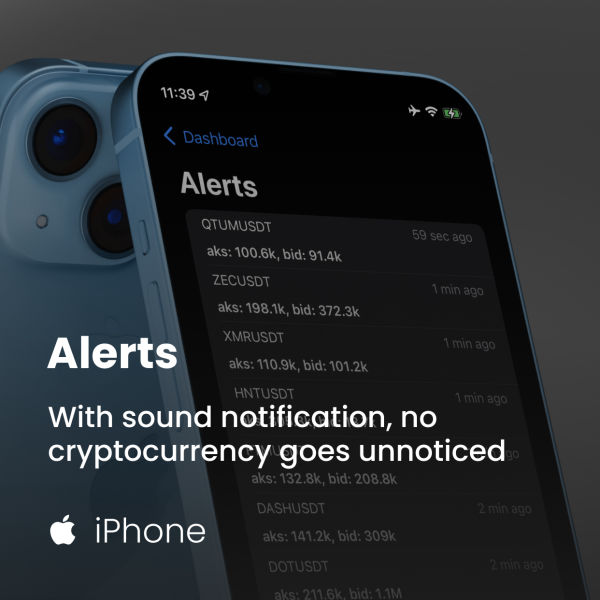 11:39
Dashboard
Alerts
QTUMUSDT
59 sec ago
aks: 100.6k, bid: 91.4k
ZECUSDT
1 min ago
aks: 198.1k, bid: 372.3k
XMRUSDT
1 min ago
aks: 110.9k, bid: 101.2k
HNTUSDT
1 min ago
Alerts
With sound notification, no
cryptocurrency goes unnoticed
aks: 132.8k, bid: 208.8k
DASHUSDT
2 min ago
aks: 141.2k, bid: 309k
DOTUSDT
2 min ago
aks: 211.6k, bid: 1.1M
iPhone